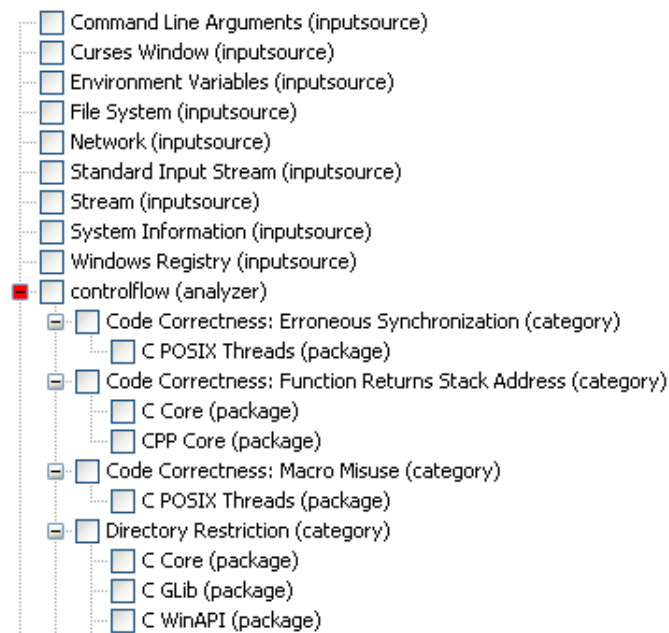 Command Line Arguments (inputsource)
Curses Window (inputsource)
Environment Variables (inputsource)
File System (inputsource)
Network (inputsource)
Standard Input Stream (inputsource)
Stream (inputsource)
System Information (inputsource)
Windows Registry (inputsource)
controlflow (analyzer)
Code Correctness: Erroneous Synchronization (category)
C POSIX Threads (package)
Code Correctness: Function Returns Stack Address (category)
C Core (package)
CPP Core (package)
Code Correctness: Macro Misuse (category)
C POSIX Threads (package)
Directory Restriction (category)
C Core (package)
C GLib (package)
C WinAPI (package)